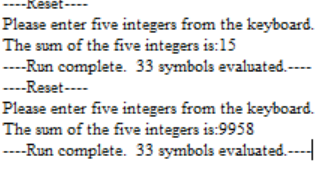 ----Reset----
Please enter five integers from the keyboard.
The sum of the five integers is:15
----Run complete.  33 symbols evaluated.----
----Reset----
Please enter five integers from the keyboard.
The sum of the five integers is:9958
----Run complete.  33 symbols evaluated.----